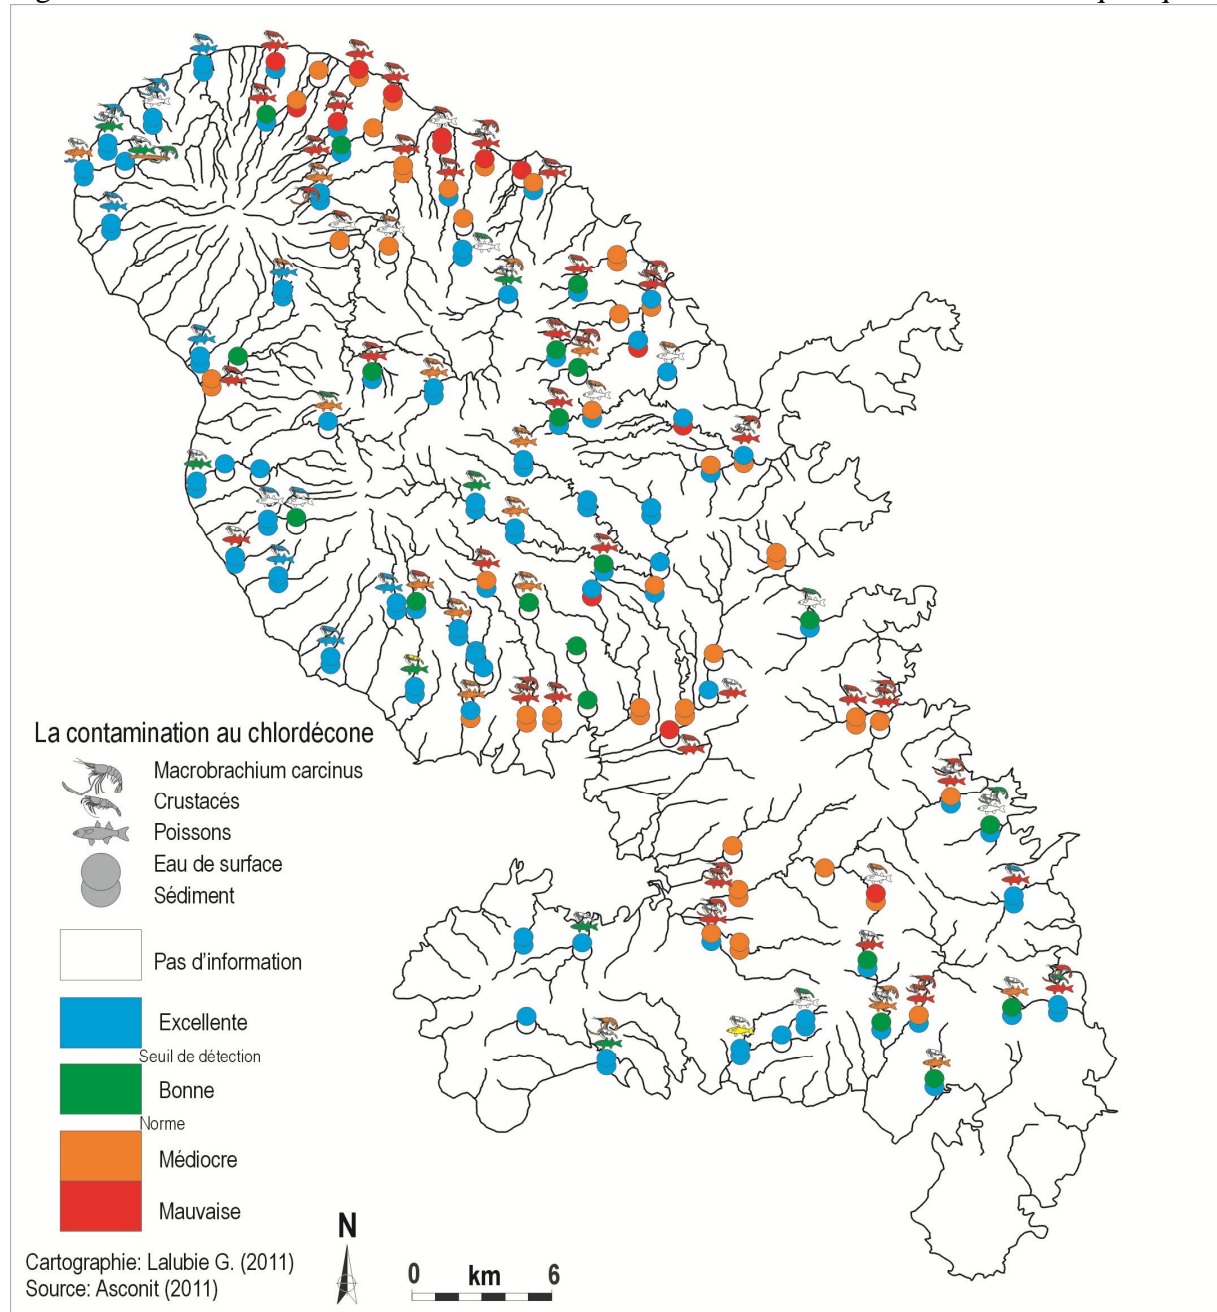 La contamination au chlordécone
Macrobrachium carcinus
Crustacés
Poissons
Eau de surface
Sédiment
Pas d'information
Excellente
Seuil de détection
Bonne
Norme
Médiocre
Mauvaise
Cartographie: Lalubie G. (2011)
Source: Asconit (2011)
N
0 km 6